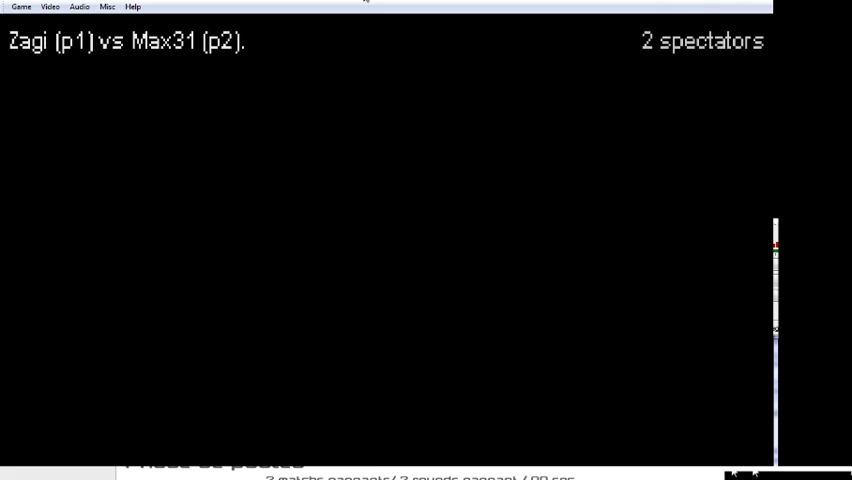 Game Video Audio Misc Help
Zagi (p1) vs Max31 (p2). 2 spectators